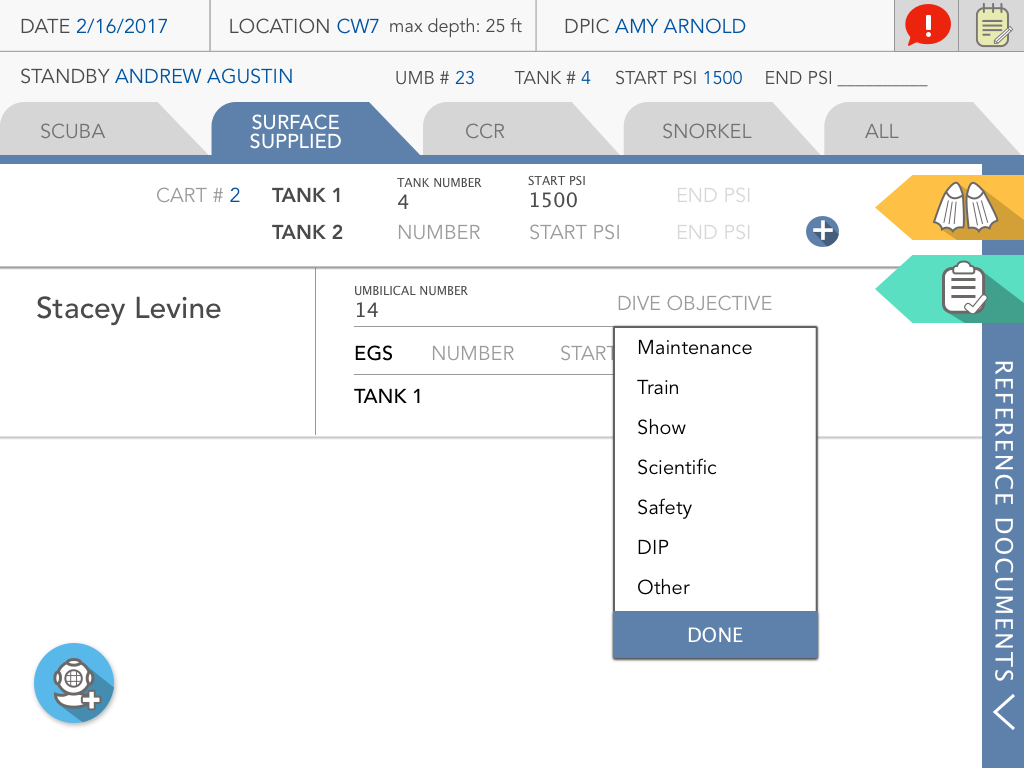 DATE 2/16/2017 LOCATION CW7 max depth: 25 ft DPIC AMY ARNOLD
STANDBY ANDREW AGUSTIN UMB # 23 TANK # 4 START PSI 1500 END PSI __________
SCUBA
SURFACE
SUPPLIED
CCR
SNORKEL
ALL
CART # 2 TANK 1
TANK NUMBER
4
START PSI
1500
END PSI
TANK 2 NUMBER START PSI END PSI
Stacey Levine
UMBILICAL NUMBER
14
DIVE OBJECTIVE
EGS NUMBER START
TANK 1
Maintenance
Train
Show
Scientific
Safety
DIP
Other
DONE
REFERENCE DOCUMENTS